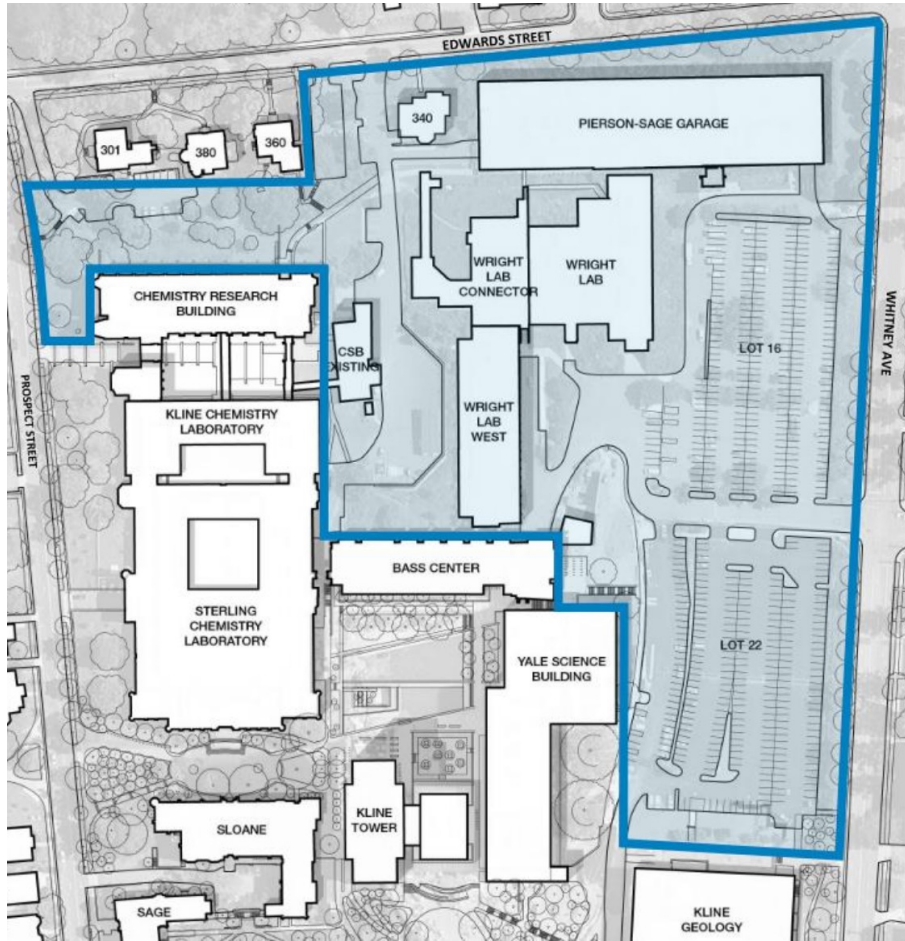 EDWARDS STREET
301
380
360
340
PIERSON-SAGE GARAGE
WRIGHT
LAB
CONNECTOR
WRIGHT
LAB
CHEMISTRY RESEARCH
BUILDING
CSB
EXISTING
LOT 16
WHITNEY AVE
PROSPECT STREET
KLINE CHEMISTRY
LABORATORY
WRIGHT
LAB
WEST
BASS CENTER
STERLING
CHEMISTRY
LABORATORY
YALE SCIENCE
BUILDING
LOT 22
SLOANE
KLINE
TOWER
SAGE
KLINE
GEOLOGY